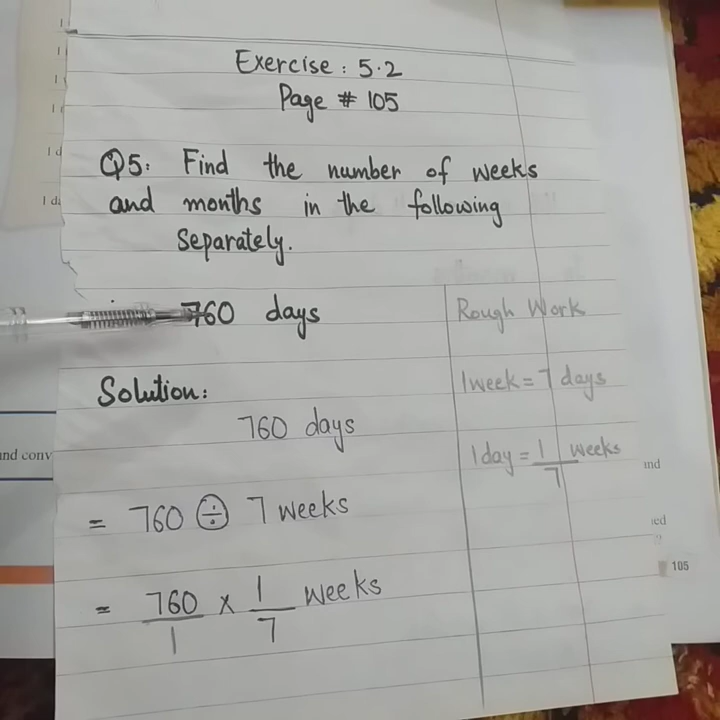 Exercise: 5.2
Page # 105
Q5: Find the number of weeks
and months in the following
Separately.
760 days
Rough Work
Solution:
1 week = 7 days
760 days
1 day = 1/7 weeks
= 760 ÷ 7 weeks
= 760/1 × 1/7 weeks
and conv
105